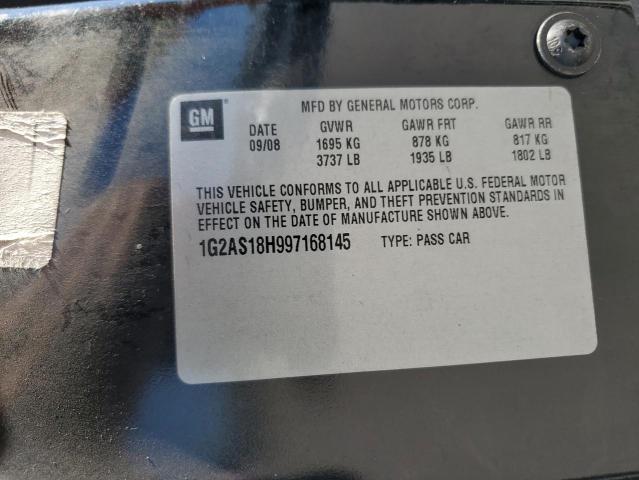 GM
MFD BY GENERAL MOTORS CORP.
DATE GVWR GAWR FRT GAWR RR
09/08 1695 KG 878 KG 817 KG
3737 LB 1935 LB 1802 LB
THIS VEHICLE CONFORMS TO ALL APPLICABLE U.S. FEDERAL MOTOR
VEHICLE SAFETY, BUMPER, AND THEFT PREVENTION STANDARDS IN
EFFECT ON THE DATE OF MANUFACTURE SHOWN ABOVE.
1G2AS18H997168145 TYPE: PASS CAR